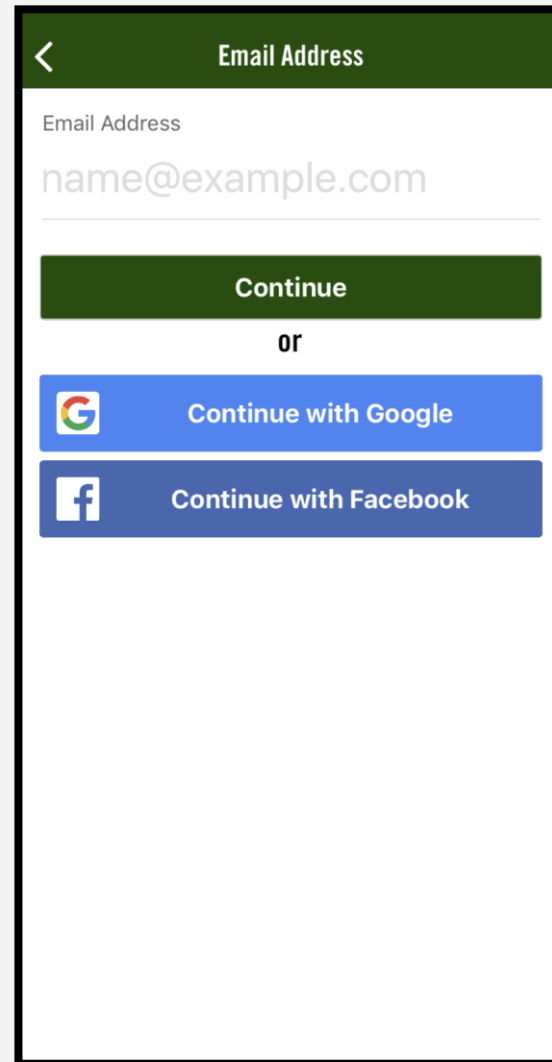 Email Address
Email Address
name@example.com
Continue
or
Continue with Google
Continue with Facebook